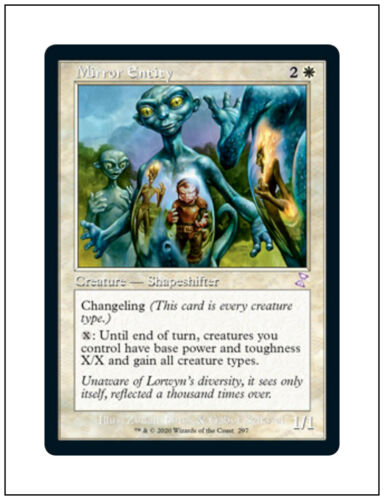 Mirror Entity 2
Creature — Shapeshifter
Changeling (This card is every creature
type.)
X: Until end of turn, creatures you
control have base power and toughness
X/X and gain all creature types.
Unaware of Lorwyn's diversity, it sees only
itself, reflected a thousand times over.
1/1
™ & © 2020 Wizards of the Coast 297